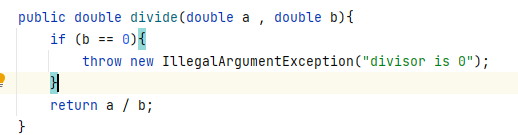 public double divide(double a , double b){
    if (b == 0){
        throw new IllegalArgumentException("divisor is 0");
    }
    return a / b;
}